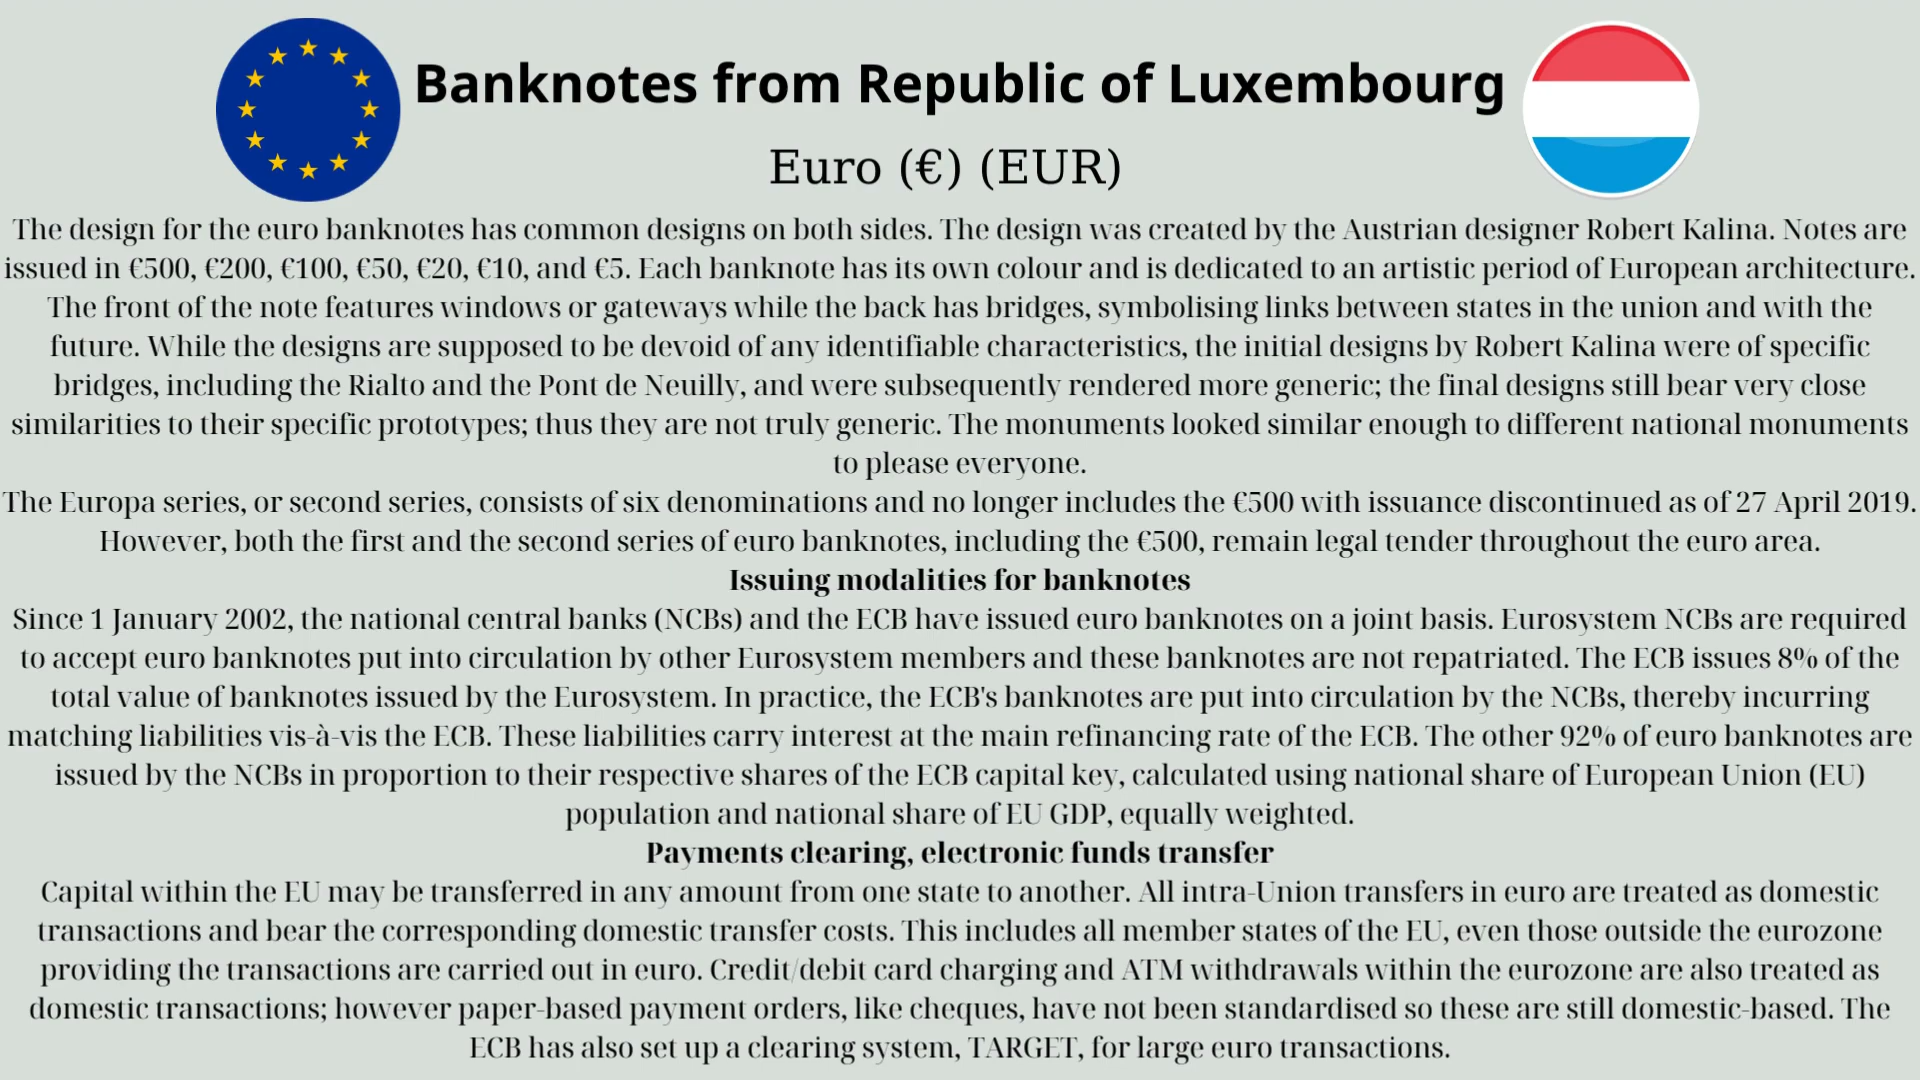 Banknotes from Republic of Luxembourg
Euro (€) (EUR)
The design for the euro banknotes has common designs on both sides. The design was created by the Austrian designer Robert Kalina. Notes are
issued in €500, €200, €100, €50, €20, €10, and €5. Each banknote has its own colour and is dedicated to an artistic period of European architecture.
The front of the note features windows or gateways while the back has bridges, symbolising links between states in the union and with the
future. While the designs are supposed to be devoid of any identifiable characteristics, the initial designs by Robert Kalina were of specific
bridges, including the Rialto and the Pont de Neuilly, and were subsequently rendered more generic; the final designs still bear very close
similarities to their specific prototypes; thus they are not truly generic. The monuments looked similar enough to different national monuments
to please everyone.
The Europa series, or second series, consists of six denominations and no longer includes the €500 with issuance discontinued as of 27 April 2019.
However, both the first and the second series of euro banknotes, including the €500, remain legal tender throughout the euro area.
Issuing modalities for banknotes
Since 1 January 2002, the national central banks (NCBs) and the ECB have issued euro banknotes on a joint basis. Eurosystem NCBs are required
to accept euro banknotes put into circulation by other Eurosystem members and these banknotes are not repatriated. The ECB issues 8% of the
total value of banknotes issued by the Eurosystem. In practice, the ECB's banknotes are put into circulation by the NCBs, thereby incurring
matching liabilities vis-à-vis the ECB. These liabilities carry interest at the main refinancing rate of the ECB. The other 92% of euro banknotes are
issued by the NCBs in proportion to their respective shares of the ECB capital key, calculated using national share of European Union (EU)
population and national share of EU GDP, equally weighted.
Payments clearing, electronic funds transfer
Capital within the EU may be transferred in any amount from one state to another. All intra-Union transfers in euro are treated as domestic
transactions and bear the corresponding domestic transfer costs. This includes all member states of the EU, even those outside the eurozone
providing the transactions are carried out in euro. Credit/debit card charging and ATM withdrawals within the eurozone are also treated as
domestic transactions; however paper-based payment orders, like cheques, have not been standardised so these are still domestic-based. The
ECB has also set up a clearing system, TARGET, for large euro transactions.